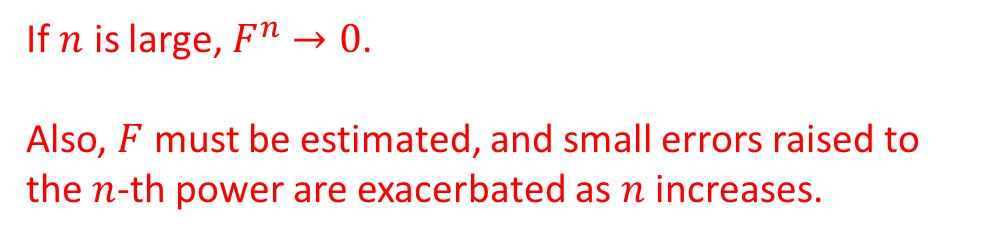 If n is large, Fⁿ → 0.
Also, F must be estimated, and small errors raised to
the n-th power are exacerbated as n increases.